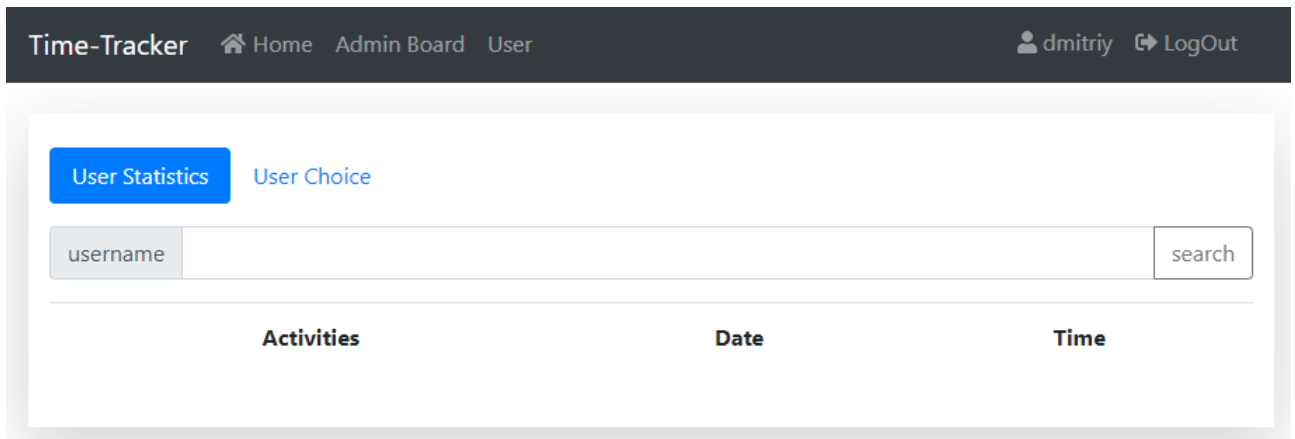 Time-Tracker Home Admin Board User dmitriy LogOut
User Statistics User Choice
username search
Activities Date Time